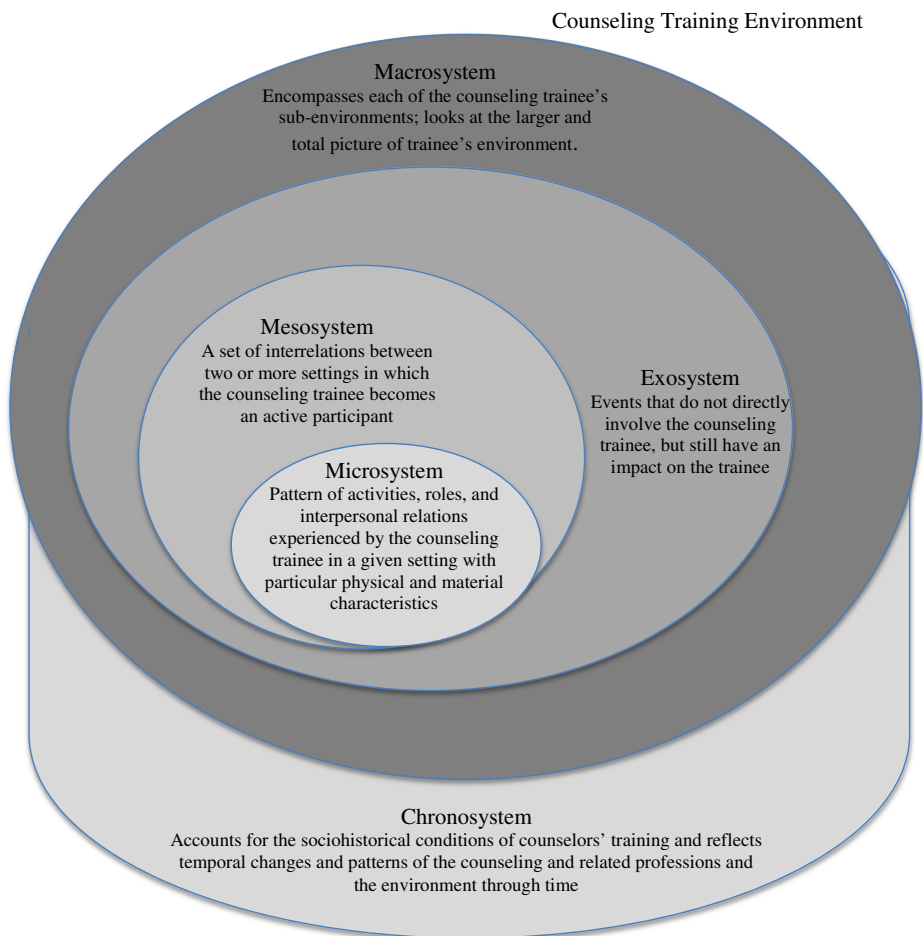 Counseling Training Environment
Macrosystem
Encompasses each of the counseling trainee's
sub-environments; looks at the larger and
total picture of trainee's environment.
Mesosystem
A set of interrelations between
two or more settings in which
the counseling trainee becomes
an active participant
Exosystem
Events that do not directly
involve the counseling
trainee, but still have an
impact on the trainee
Microsystem
Pattern of activities, roles, and
interpersonal relations
experienced by the counseling
trainee in a given setting with
particular physical and material
characteristics
Chronosystem
Accounts for the sociohistorical conditions of counselors' training and reflects
temporal changes and patterns of the counseling and related professions and
the environment through time